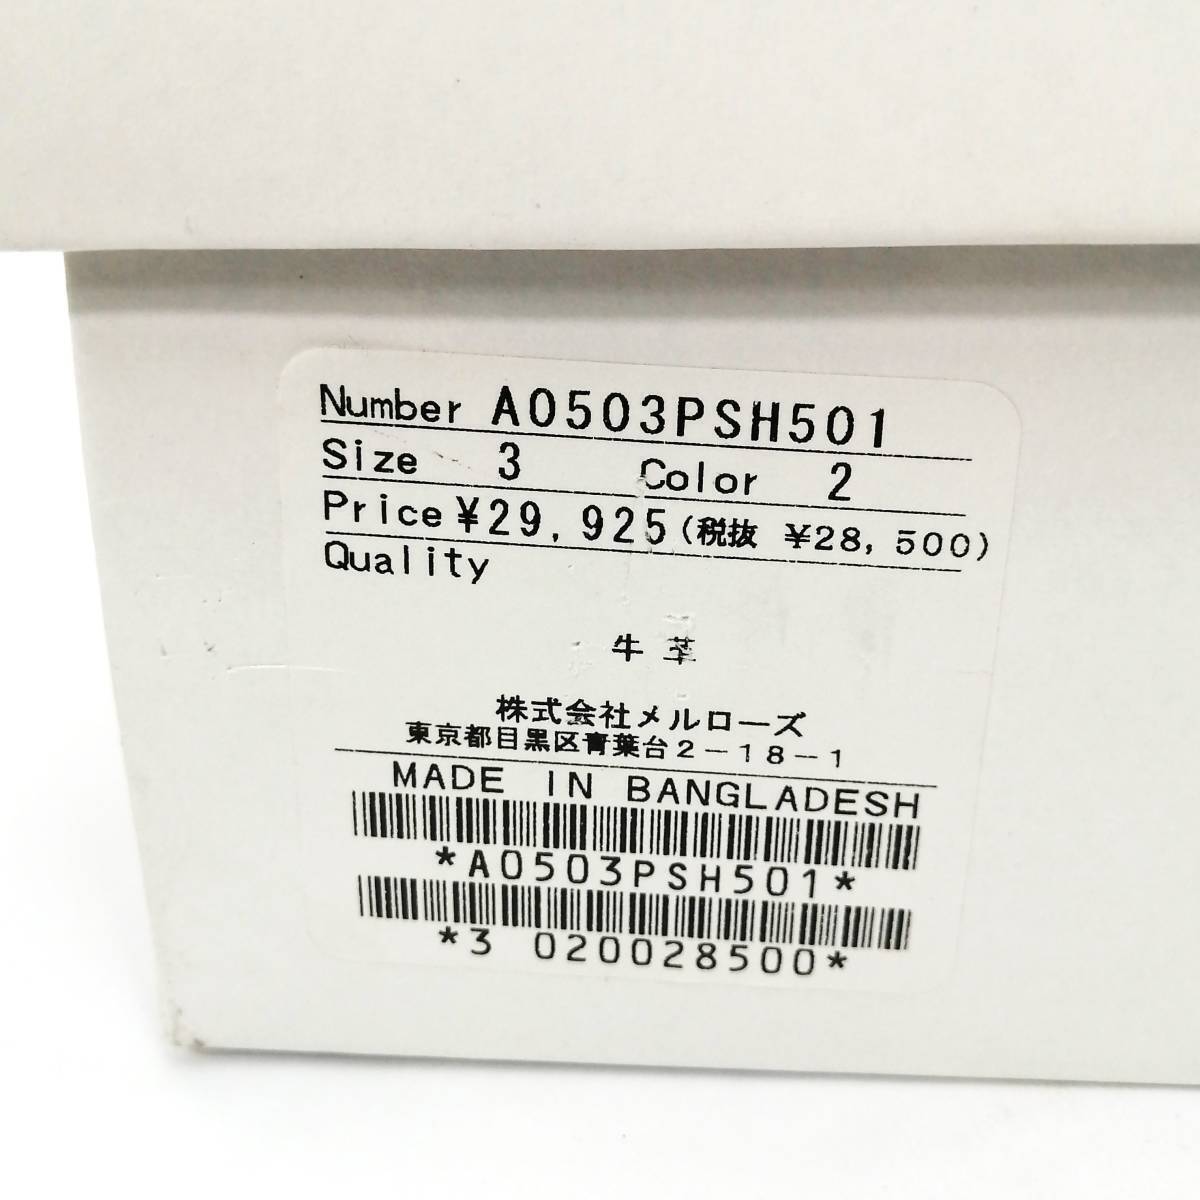 Number A0503PSH501
Size 3 Color 2
Price ¥29,925(税抜 ¥28,500)
Quality
牛 革
株式会社メルローズ
東京都目黒区青葉台2-18-1
MADE IN BANGLADESH
*A0503PSH501*
*3 020028500*